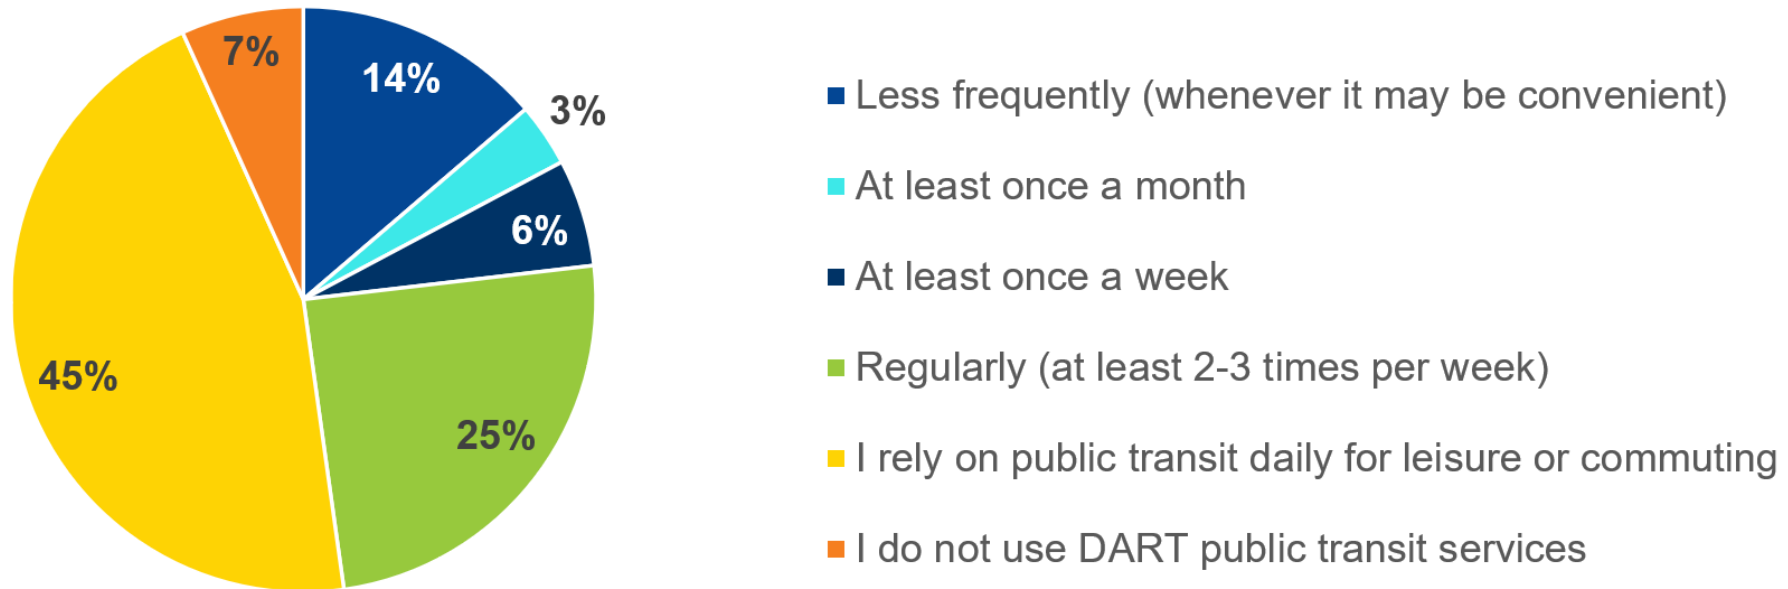 7%
14%
3%
6%
45%
25%
Less frequently (whenever it may be convenient)
At least once a month
At least once a week
Regularly (at least 2-3 times per week)
I rely on public transit daily for leisure or commuting
I do not use DART public transit services